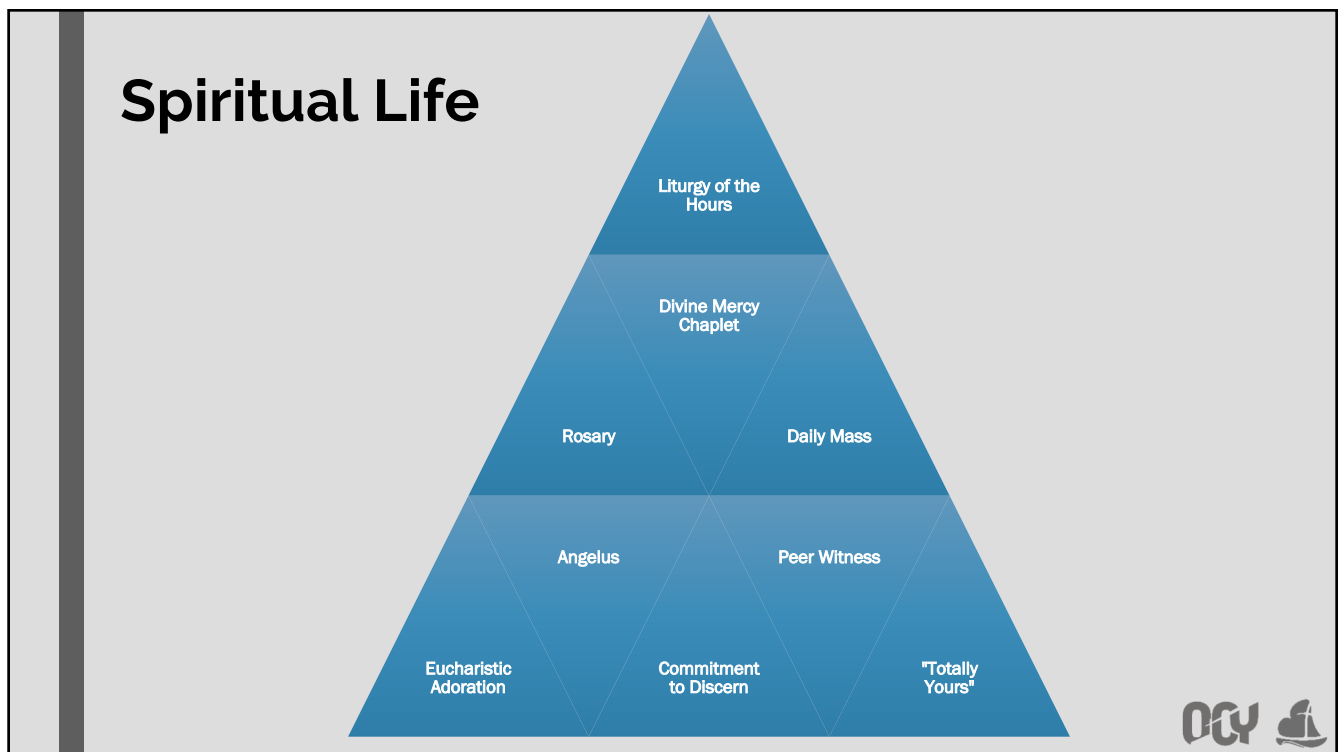 Spiritual Life
Liturgy of the
Hours
Divine Mercy
Chaplet
Rosary
Daily Mass
Angelus
Peer Witness
Eucharistic
Adoration
Commitment
to Discern
"Totally
Yours"
OCY